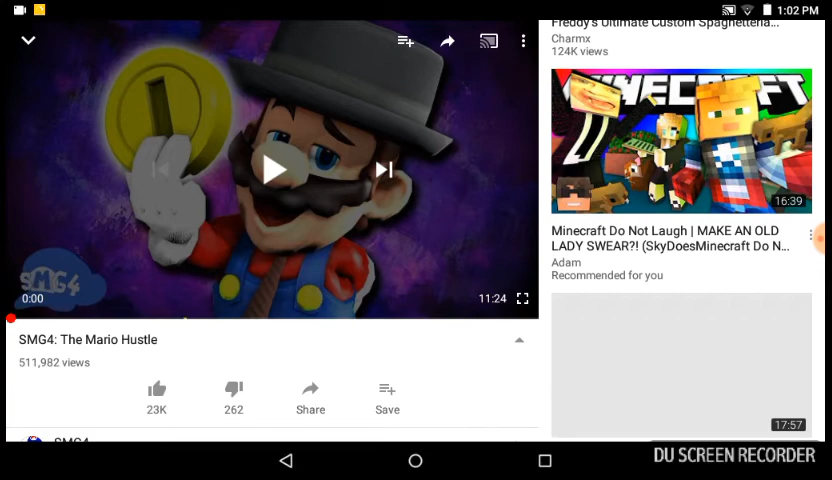 1:02 PM
SMG4
0:00
11:24
SMG4: The Mario Hustle
511,982 views
23K
262
Share
Save
SMG4
Freddy's Ultimate Custom Spaghetteria...
Charmx
124K views
MINECRAFT
16:39
Minecraft Do Not Laugh | MAKE AN OLD
LADY SWEAR?! (SkyDoesMinecraft Do N...
Adam
Recommended for you
17:57
DU SCREEN RECORDER